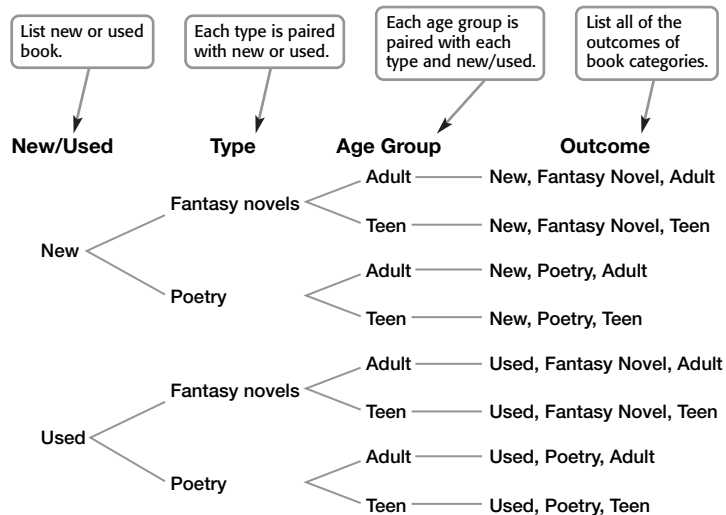 List new or used
book.
Each type is paired
with new or used.
Each age group is
paired with each
type and new/used.
List all of the
outcomes of
book categories.
New/Used Type Age Group Outcome
Adult New, Fantasy Novel, Adult
Fantasy novels
Teen New, Fantasy Novel, Teen
New
Adult New, Poetry, Adult
Poetry
Teen New, Poetry, Teen
Adult Used, Fantasy Novel, Adult
Fantasy novels
Teen Used, Fantasy Novel, Teen
Used
Adult Used, Poetry, Adult
Poetry
Teen Used, Poetry, Teen